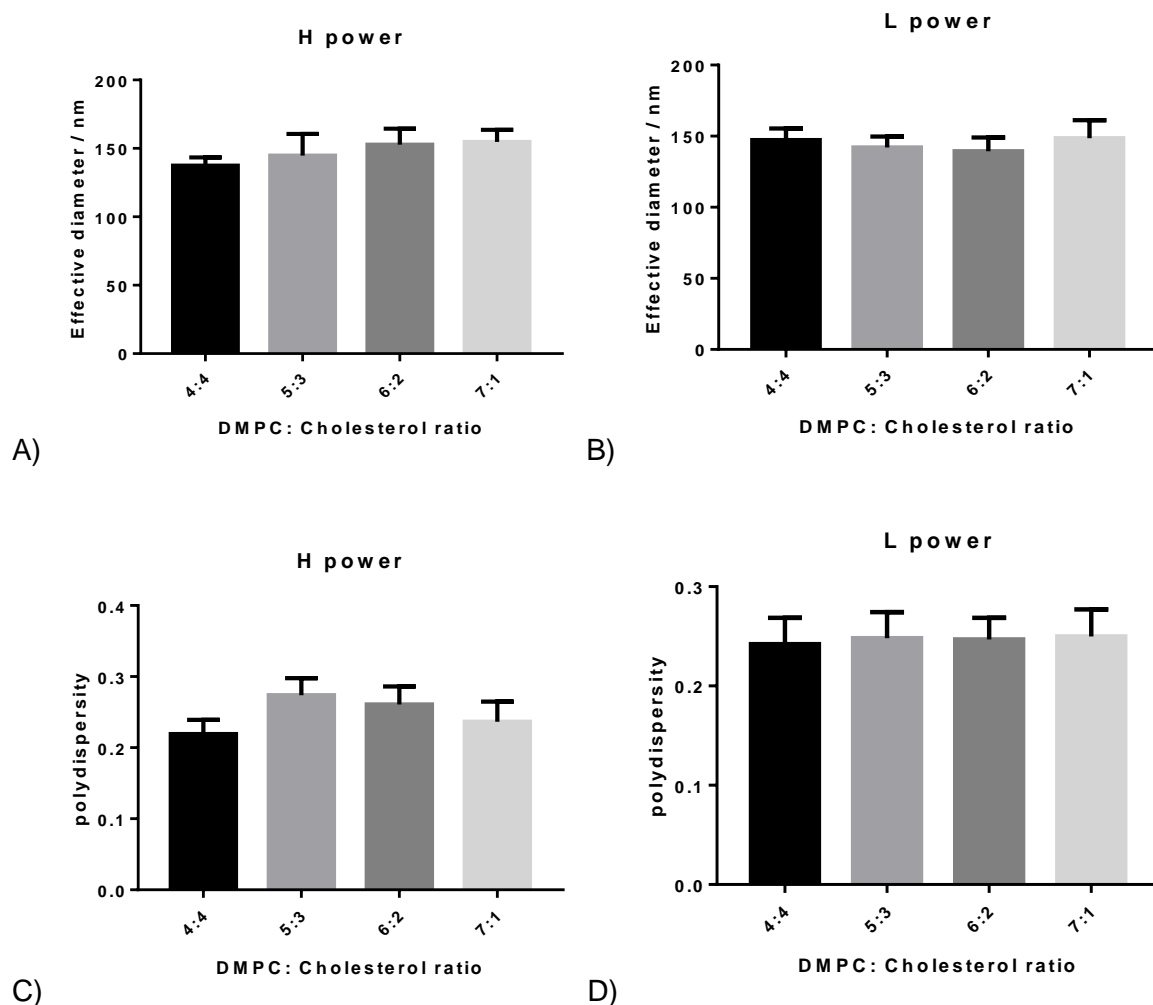 H power
Effective diameter / nm
200
150
100
50
0
4:4
5:3
6:2
7:1
DMPC: Cholesterol ratio
A)
L power
Effective diameter / nm
200
150
100
50
0
4:4
5:3
6:2
7:1
DMPC: Cholesterol ratio
B)
H power
polydispersity
0.4
0.3
0.2
0.1
0.0
4:4
5:3
6:2
7:1
DMPC: Cholesterol ratio
C)
L power
polydispersity
0.3
0.2
0.1
0.0
4:4
5:3
6:2
7:1
DMPC: Cholesterol ratio
D)